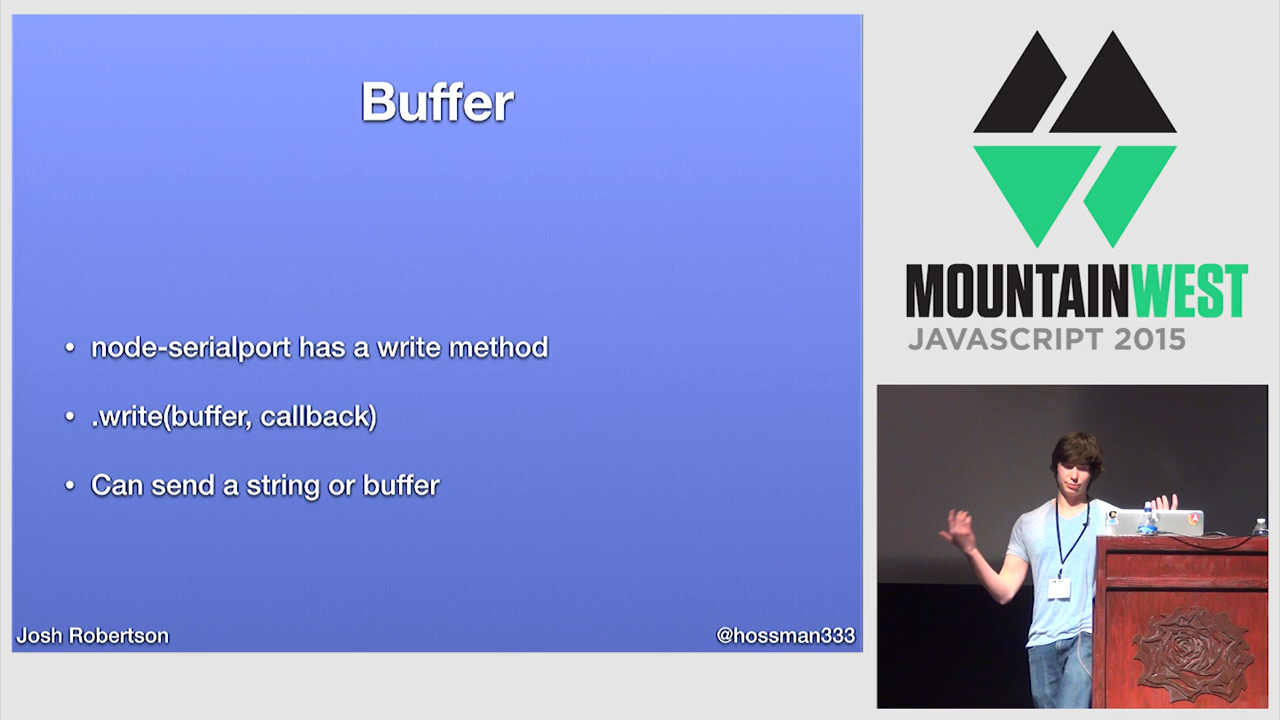 Buffer
• node-serialport has a write method
• .write(buffer, callback)
• Can send a string or buffer
Josh Robertson
@hossman333
MOUNTAINWEST
JAVASCRIPT 2015